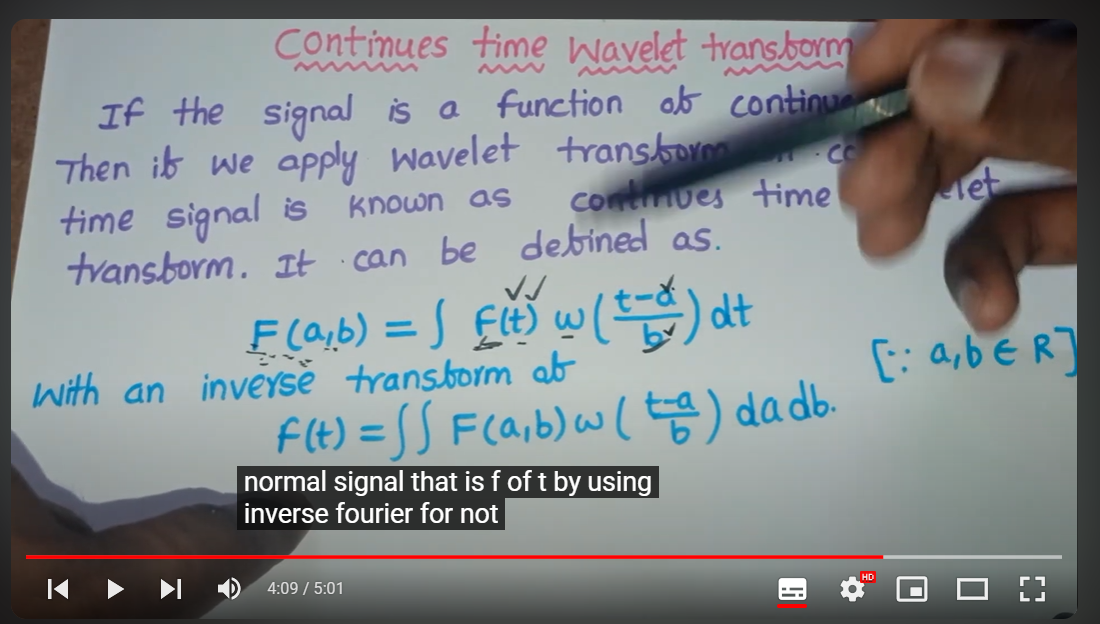 Continues time Wavelet transform
If the signal is a function of
Then if we apply wavelet transform
time signal is known as continues time
transform. It can be defined as.
F(a,b) = ∫ F(t) ω(t-a/b) dt
[∵ a,b ∈ R]
With an inverse transform of
f(t) = ∫∫ F(a,b) ω (t-a/b) da db.
normal signal that is f of t by using
inverse fourier for not
4:09 / 5:01
HD